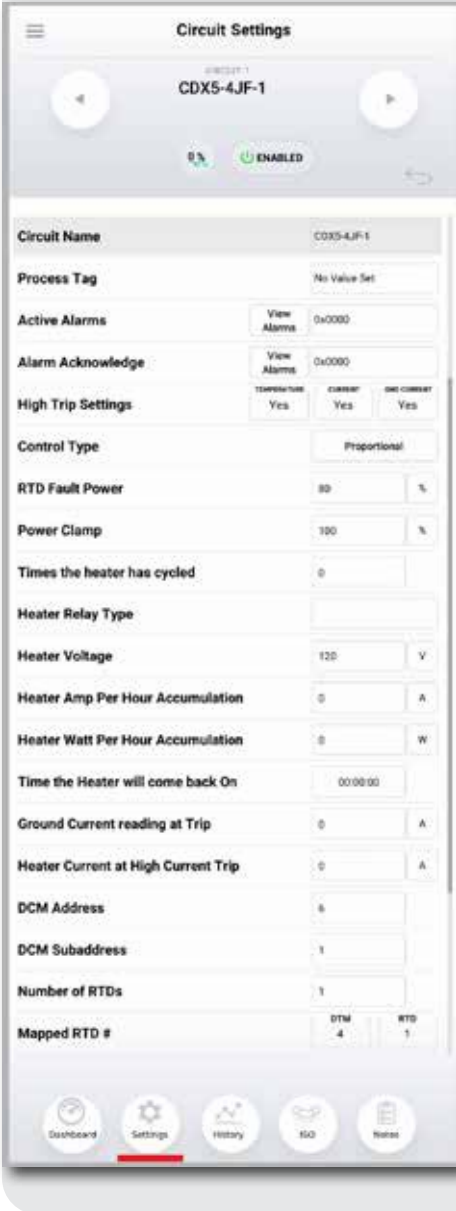 Circuit Settings
CIRCUIT 1
CDX5-4JF-1
0 %
ENABLED
Circuit Name CDX5-4JF-1
Process Tag No Value Set
Active Alarms View Alarms 0x0000
Alarm Acknowledge View Alarms 0x0000
TEMPERATURE CURRENT GND CURRENT
High Trip Settings Yes Yes Yes
Control Type Proportional
RTD Fault Power 80 %
Power Clamp 100 %
Times the heater has cycled 0
Heater Relay Type
Heater Voltage 120 V
Heater Amp Per Hour Accumulation 0 A
Heater Watt Per Hour Accumulation 0 W
Time the Heater will come back On 00:00:00
Ground Current reading at Trip 0 A
Heater Current at High Current Trip 0 A
DCM Address 6
DCM Subaddress 1
Number of RTDs 1
DTM RTD
Mapped RTD # 4 1
Dashboard Settings History ISO Notes